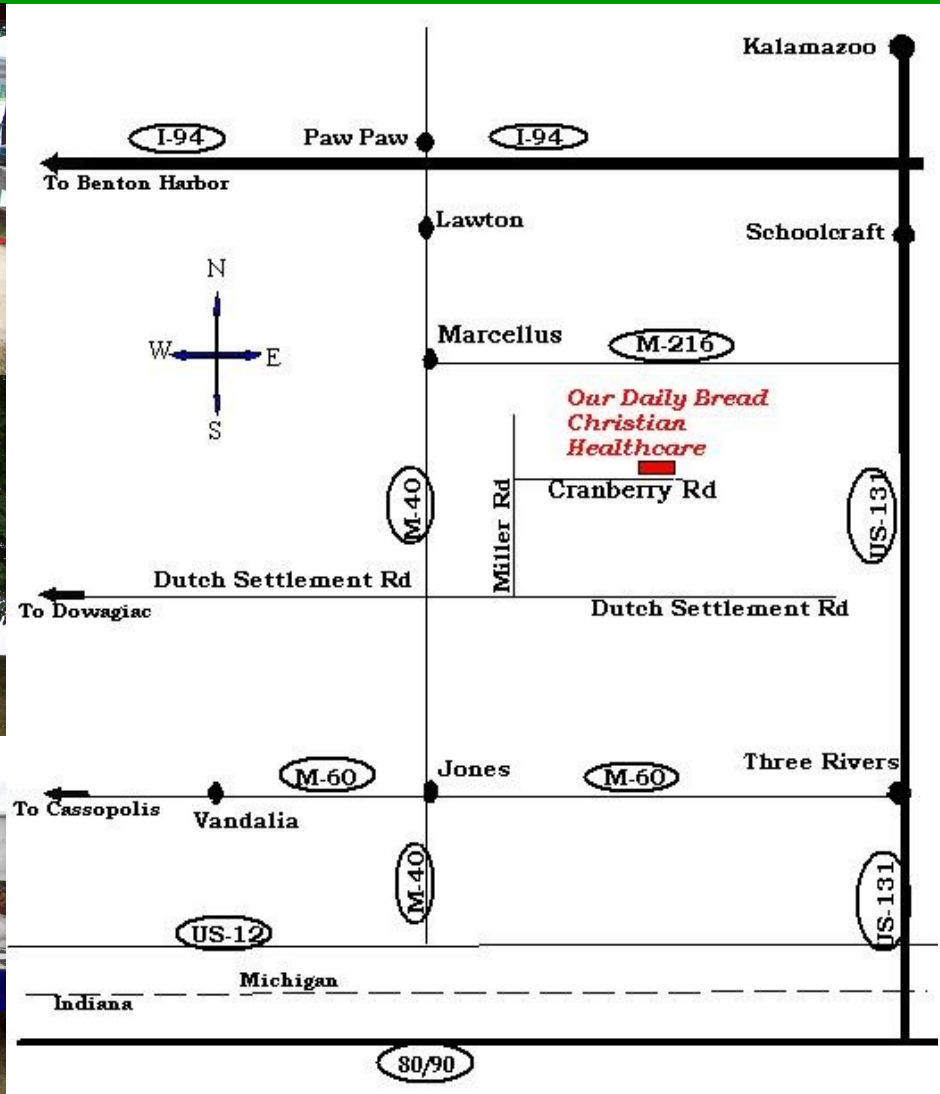 Kalamazoo
I-94
Paw Paw
I-94
To Benton Harbor
Lawton
Schoolcraft
N
W
E
S
Marcellus
M-216
Our Daily Bread
Christian
Healthcare
Cranberry Rd
M-40
Miller Rd
US-131
Dutch Settlement Rd
To Dowagiac
Dutch Settlement Rd
Jones
Three Rivers
M-60
M-60
To Cassopolis
Vandalia
M-40
US-131
US-12
Michigan
Indiana
80/90